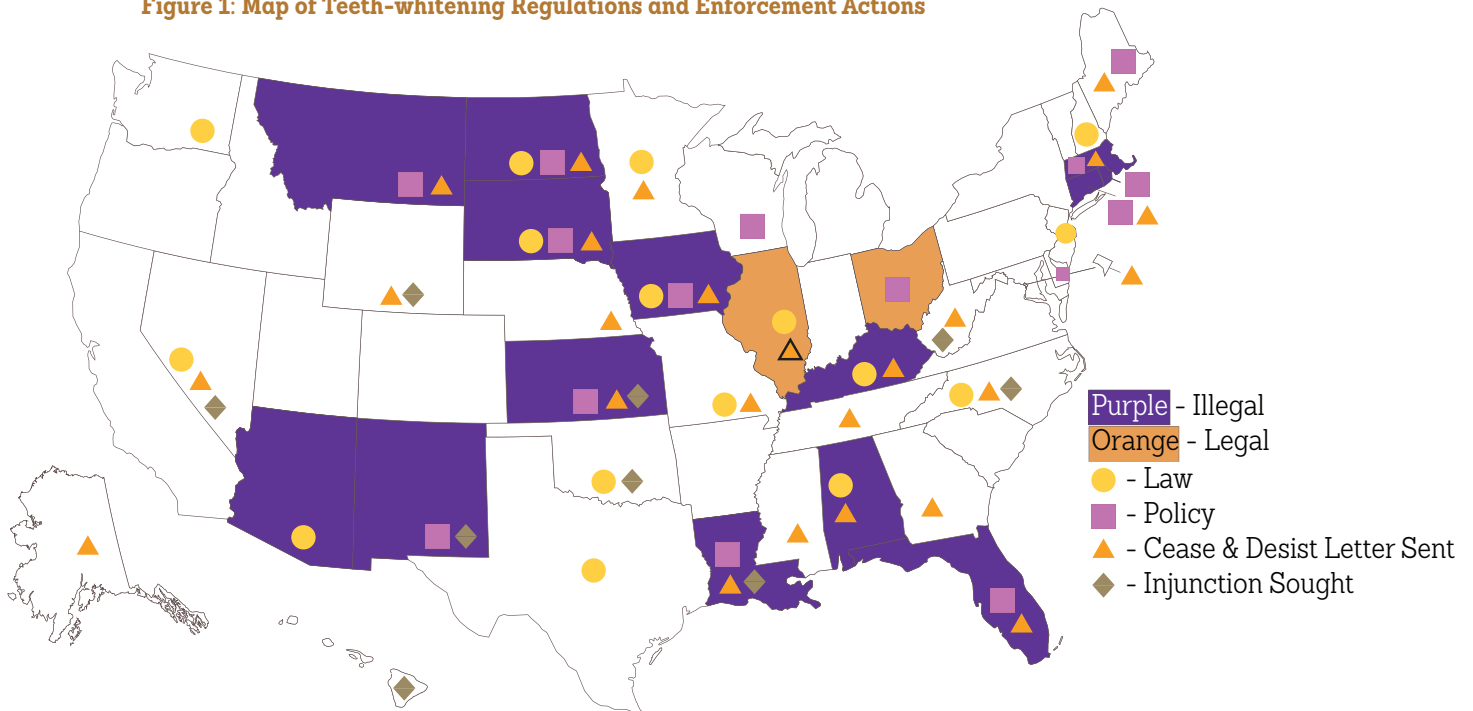 Figure 1: Map of Teeth-whitening Regulations and Enforcement Actions
Purple - Illegal
Orange - Legal
- Law
- Policy
- Cease & Desist Letter Sent
- Injunction Sought